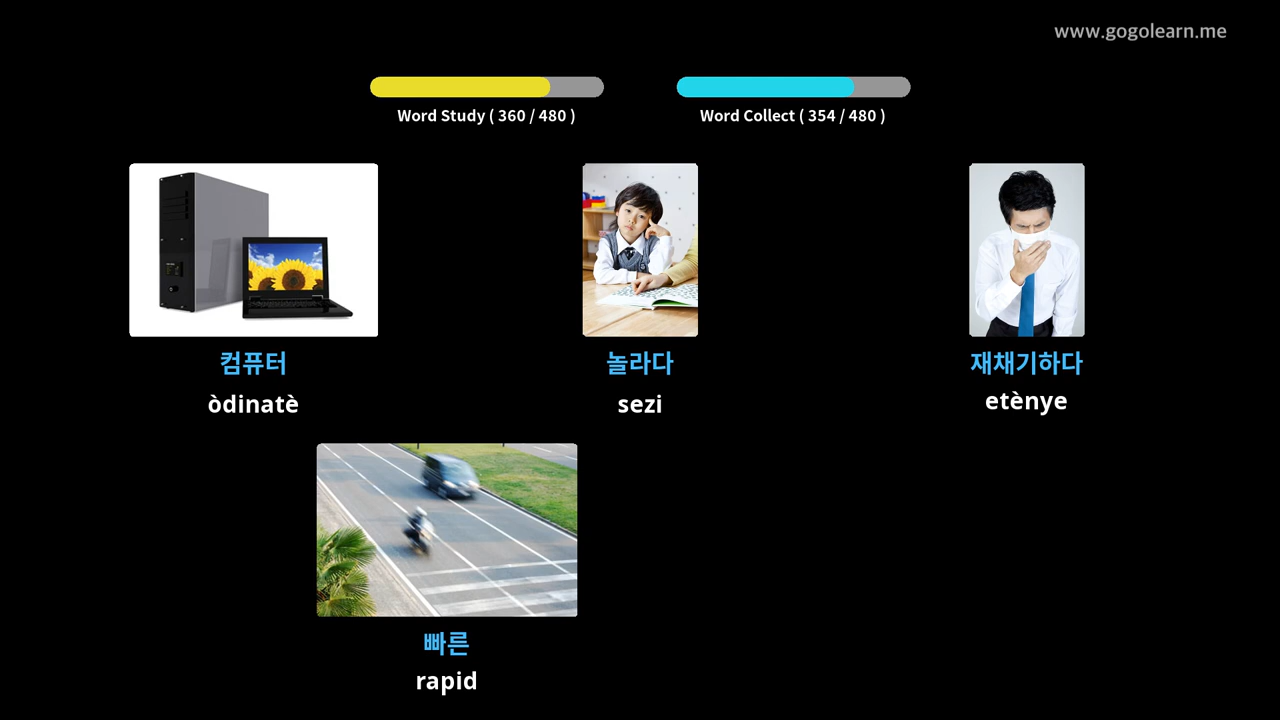 www.gogolearn.me
Word Study ( 360 / 480 )
Word Collect ( 354 / 480 )
컴퓨터
òdinatè
놀라다
sezi
재채기하다
etènye
빠른
rapid